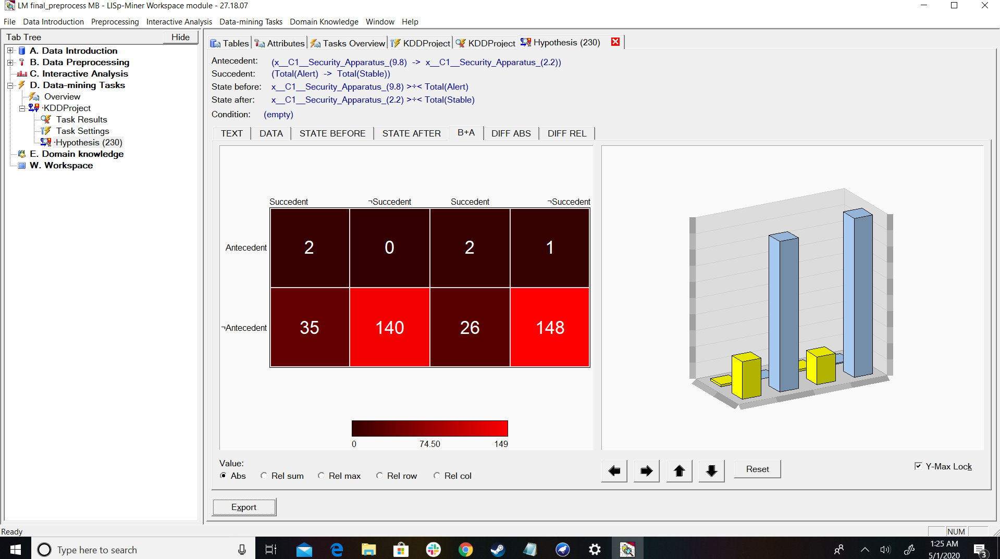 LM final_preprocess MB - LISp-Miner Workspace module - 27.18.07
File Data Introduction Preprocessing Interactive Analysis Data-mining Tasks Domain Knowledge Window Help
Tab Tree Hide
A. Data Introduction
B. Data Preprocessing
C. Interactive Analysis
D. Data-mining Tasks
Overview
·KDDProject
Task Results
Task Settings
·Hypothesis (230)
E. Domain knowledge
W. Workspace
Tables Attributes Tasks Overview KDDProject KDDProject Hypothesis (230)
Antecedent: (x__C1__Security_Apparatus_(9.8) -> x__C1__Security_Apparatus_(2.2))
Succedent: (Total(Alert) -> Total(Stable))
State before: x__C1__Security_Apparatus_(9.8) >÷< Total(Alert)
State after: x__C1__Security_Apparatus_(2.2) >÷< Total(Stable)
Condition: (empty)
TEXT DATA STATE BEFORE STATE AFTER B+A DIFF ABS DIFF REL
Succedent ¬Succedent Succedent ¬Succedent
Antecedent 2 0 2 1
¬Antecedent 35 140 26 148
0 74.50 149
Value:
Abs Rel sum Rel max Rel row Rel col
Reset
Y-Max Lock
Export
Ready
NUM
Type here to search
1:25 AM
5/1/2020
3